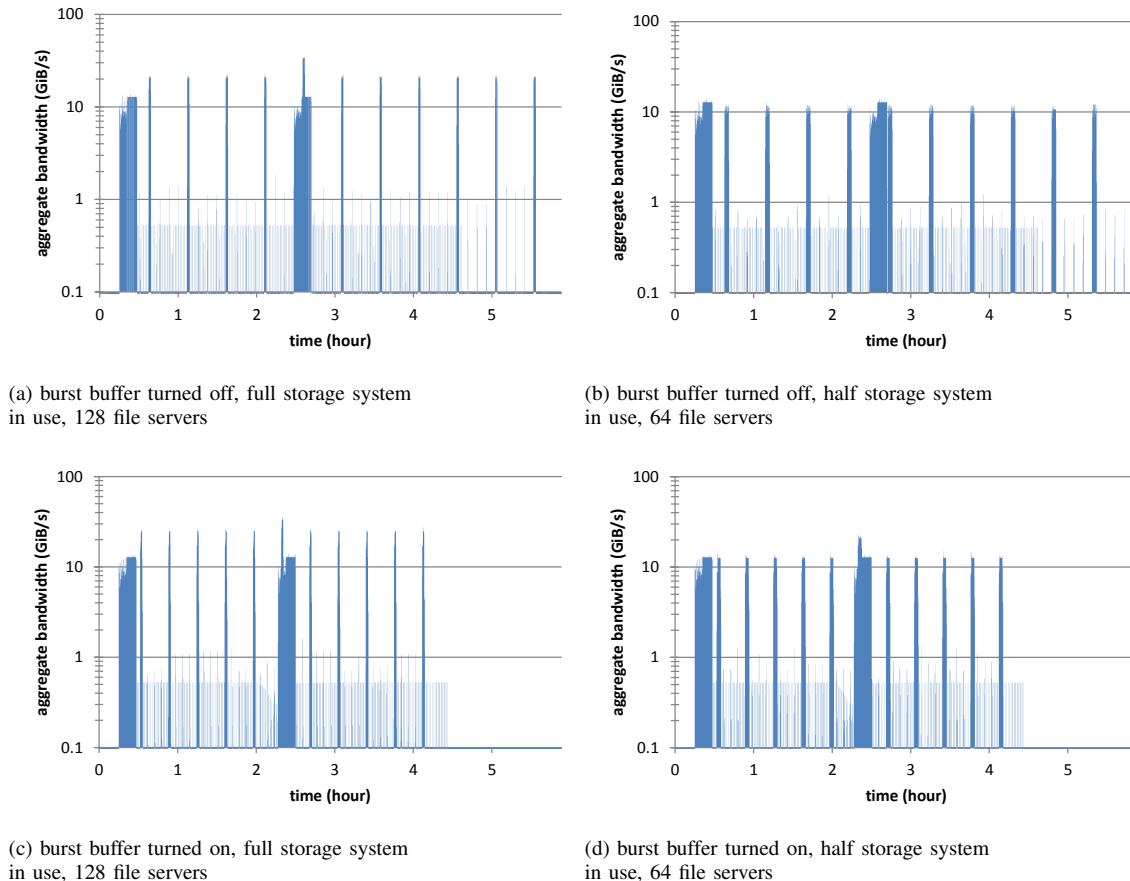 100
10
1
0.1
aggregate bandwidth (GiB/s)
0 1 2 3 4 5
time (hour)
(a) burst buffer turned off, full storage system
in use, 128 file servers
100
10
1
0.1
aggregate bandwidth (GiB/s)
0 1 2 3 4 5
time (hour)
(b) burst buffer turned off, half storage system
in use, 64 file servers
100
10
1
0.1
aggregate bandwidth (GiB/s)
0 1 2 3 4 5
time (hour)
(c) burst buffer turned on, full storage system
in use, 128 file servers
100
10
1
0.1
aggregate bandwidth (GiB/s)
0 1 2 3 4 5
time (hour)
(d) burst buffer turned on, half storage system
in use, 64 file servers